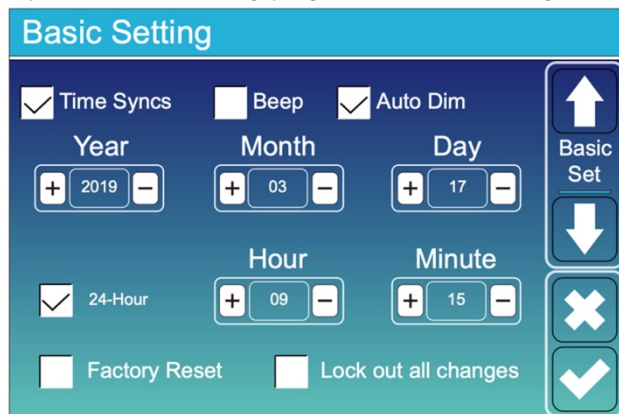 Basic Setting
Time Syncs Beep Auto Dim
Year Month Day
+ 2019 − + 03 − + 17 −
Basic
Set
Hour Minute
24-Hour + 09 − + 15 −
Factory Reset Lock out all changes